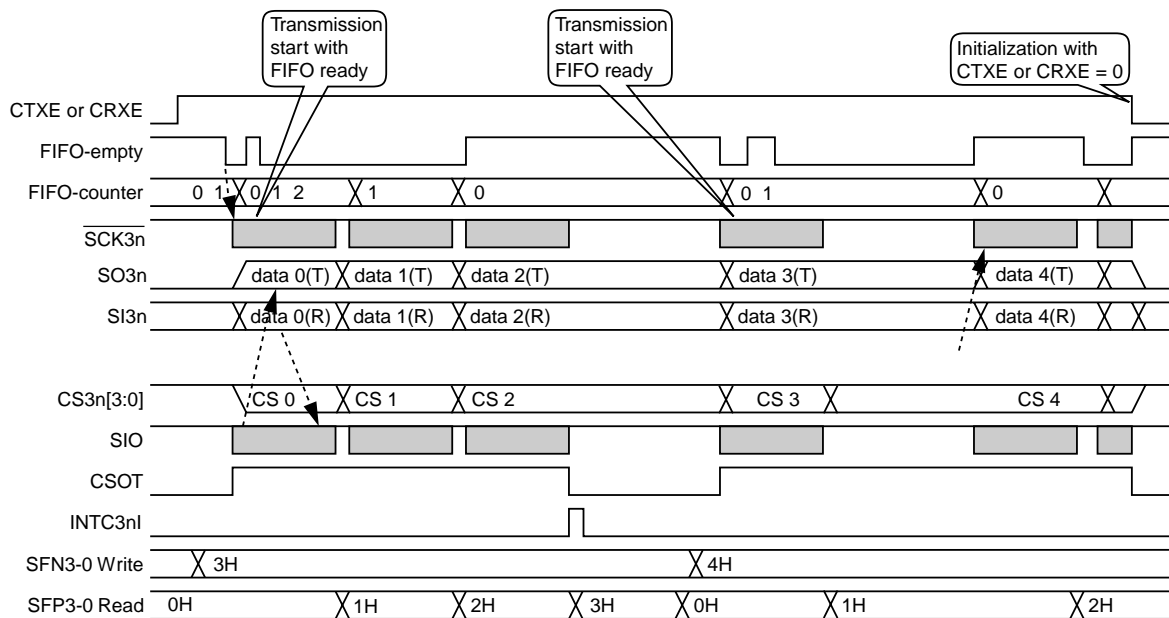 Transmission
start with
FIFO ready
Transmission
start with
FIFO ready
Initialization with
CTXE or CRXE = 0
CTXE or CRXE
FIFO-empty
FIFO-counter 0 1 0 1 2 1 0 0 1 0
SCK3n
SO3n data 0(T) data 1(T) data 2(T) data 3(T) data 4(T)
SI3n data 0(R) data 1(R) data 2(R) data 3(R) data 4(R)
CS3n[3:0] CS 0 CS 1 CS 2 CS 3 CS 4
SIO
CSOT
INTC3nI
SFN3-0 Write 3H 4H
SFP3-0 Read 0H 1H 2H 3H 0H 1H 2H